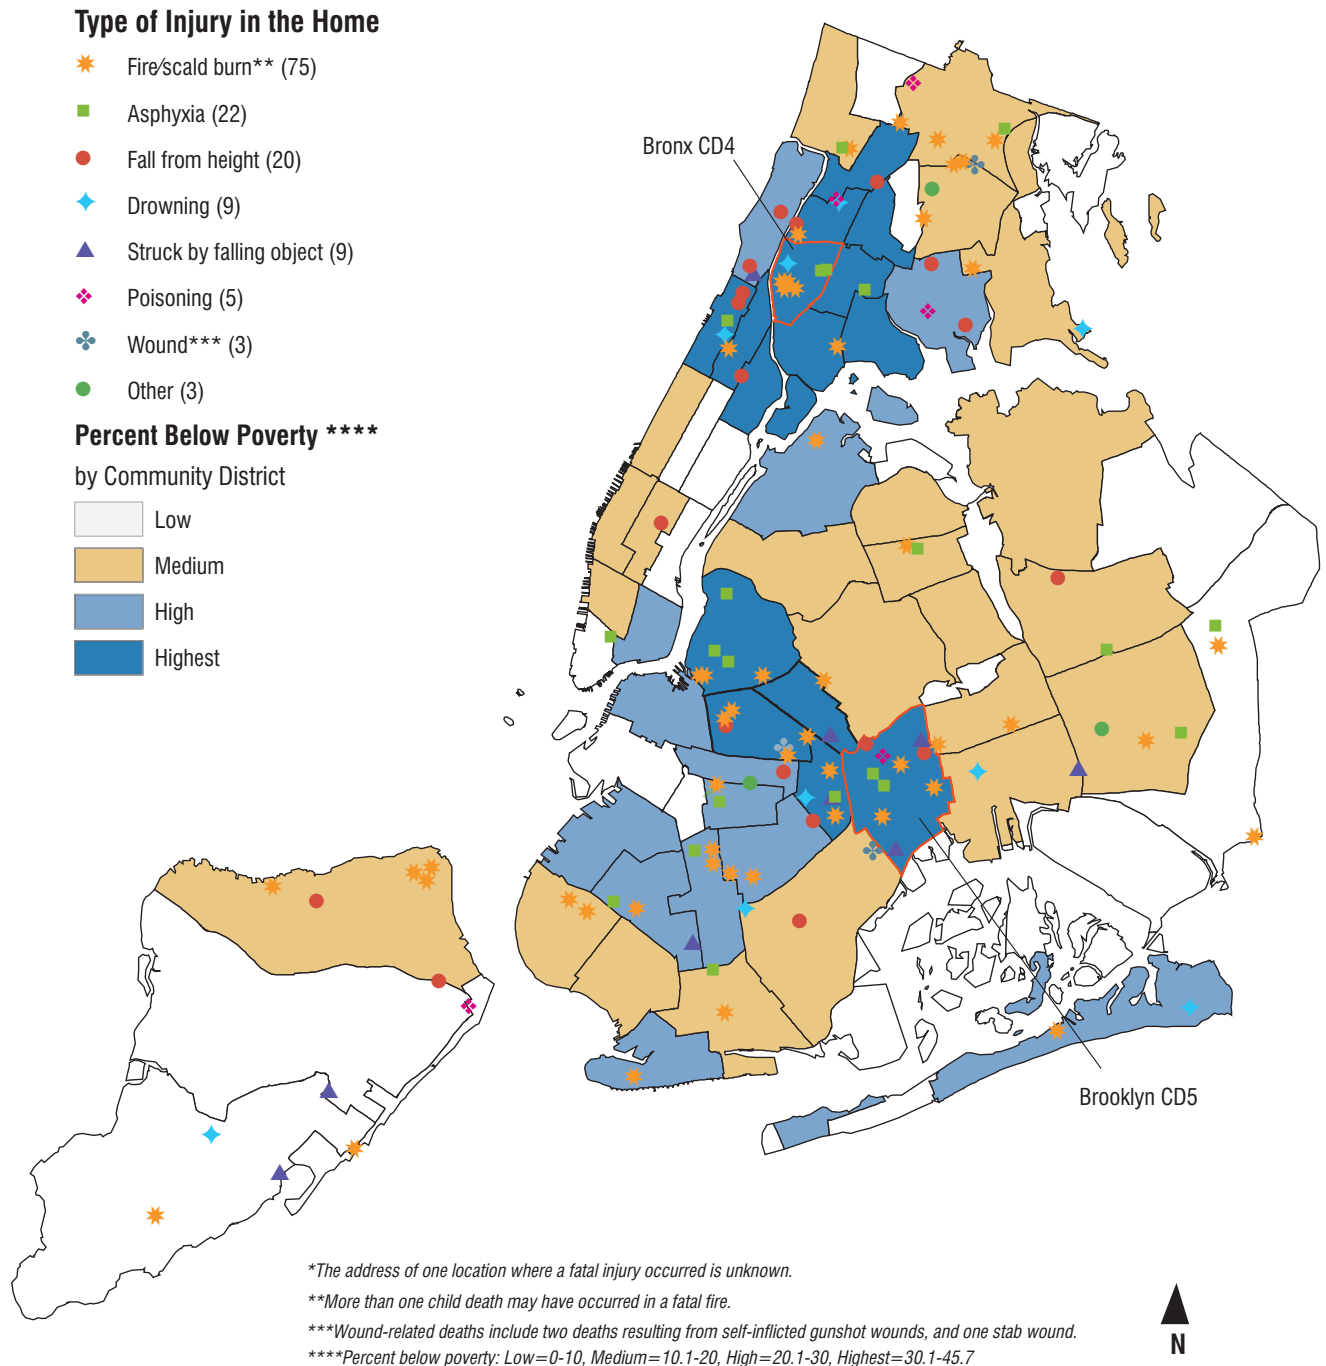 Type of Injury in the Home
Fire/scald burn** (75)
Asphyxia (22)
Fall from height (20)
Drowning (9)
Struck by falling object (9)
Poisoning (5)
Wound*** (3)
Other (3)
Percent Below Poverty ****
by Community District
Low
Medium
High
Highest
Bronx CD4
Brooklyn CD5
*The address of one location where a fatal injury occurred is unknown.
**More than one child death may have occurred in a fatal fire.
***Wound-related deaths include two deaths resulting from self-inflicted gunshot wounds, and one stab wound.
****Percent below poverty: Low=0-10, Medium=10.1-20, High=20.1-30, Highest=30.1-45.7
N